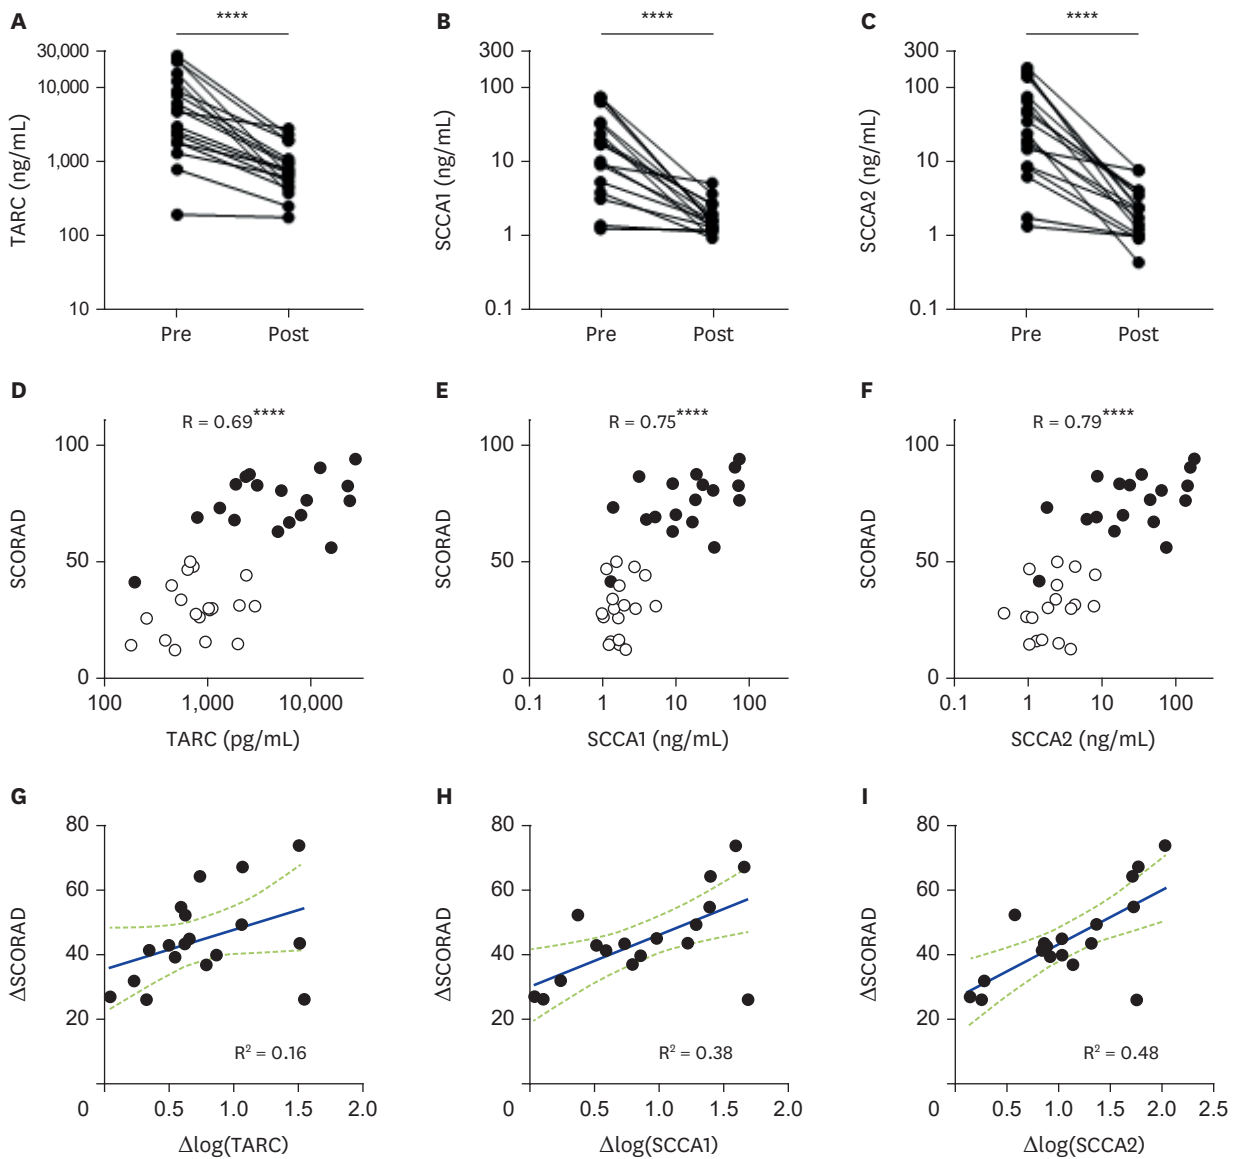 A
****
30,000
10,000
1,000
100
10
TARC (ng/mL)
Pre
Post
B
****
300
100
10
1
0.1
SCCA1 (ng/mL)
Pre
Post
C
****
300
100
10
1
0.1
SCCA2 (ng/mL)
Pre
Post
D
R = 0.69****
100
50
0
SCORAD
100
1,000
10,000
TARC (pg/mL)
E
R = 0.75****
100
50
0
SCORAD
0.1
1
10
100
SCCA1 (ng/mL)
F
R = 0.79****
100
50
0
SCORAD
0.1
1
10
100
SCCA2 (ng/mL)
G
80
60
40
20
ΔSCORAD
R² = 0.16
0
0.5
1.0
1.5
2.0
Δlog(TARC)
H
80
60
40
20
ΔSCORAD
R² = 0.38
0
0.5
1.0
1.5
2.0
Δlog(SCCA1)
I
80
60
40
20
ΔSCORAD
R² = 0.48
0
0.5
1.0
1.5
2.0
2.5
Δlog(SCCA2)